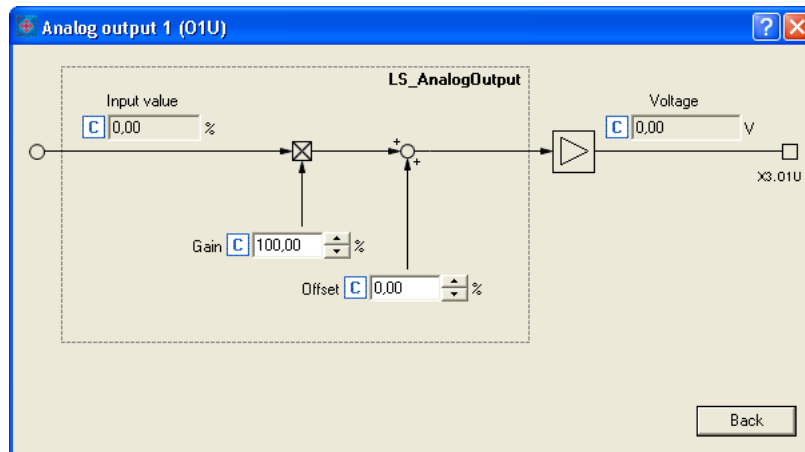 Analog output 1 (O1U)
LS_AnalogOutput
Input value
C 0,00 %
Voltage
C 0,00 V
+
+
X3.O1U
Gain C 100,00 %
Offset C 0,00 %
Back